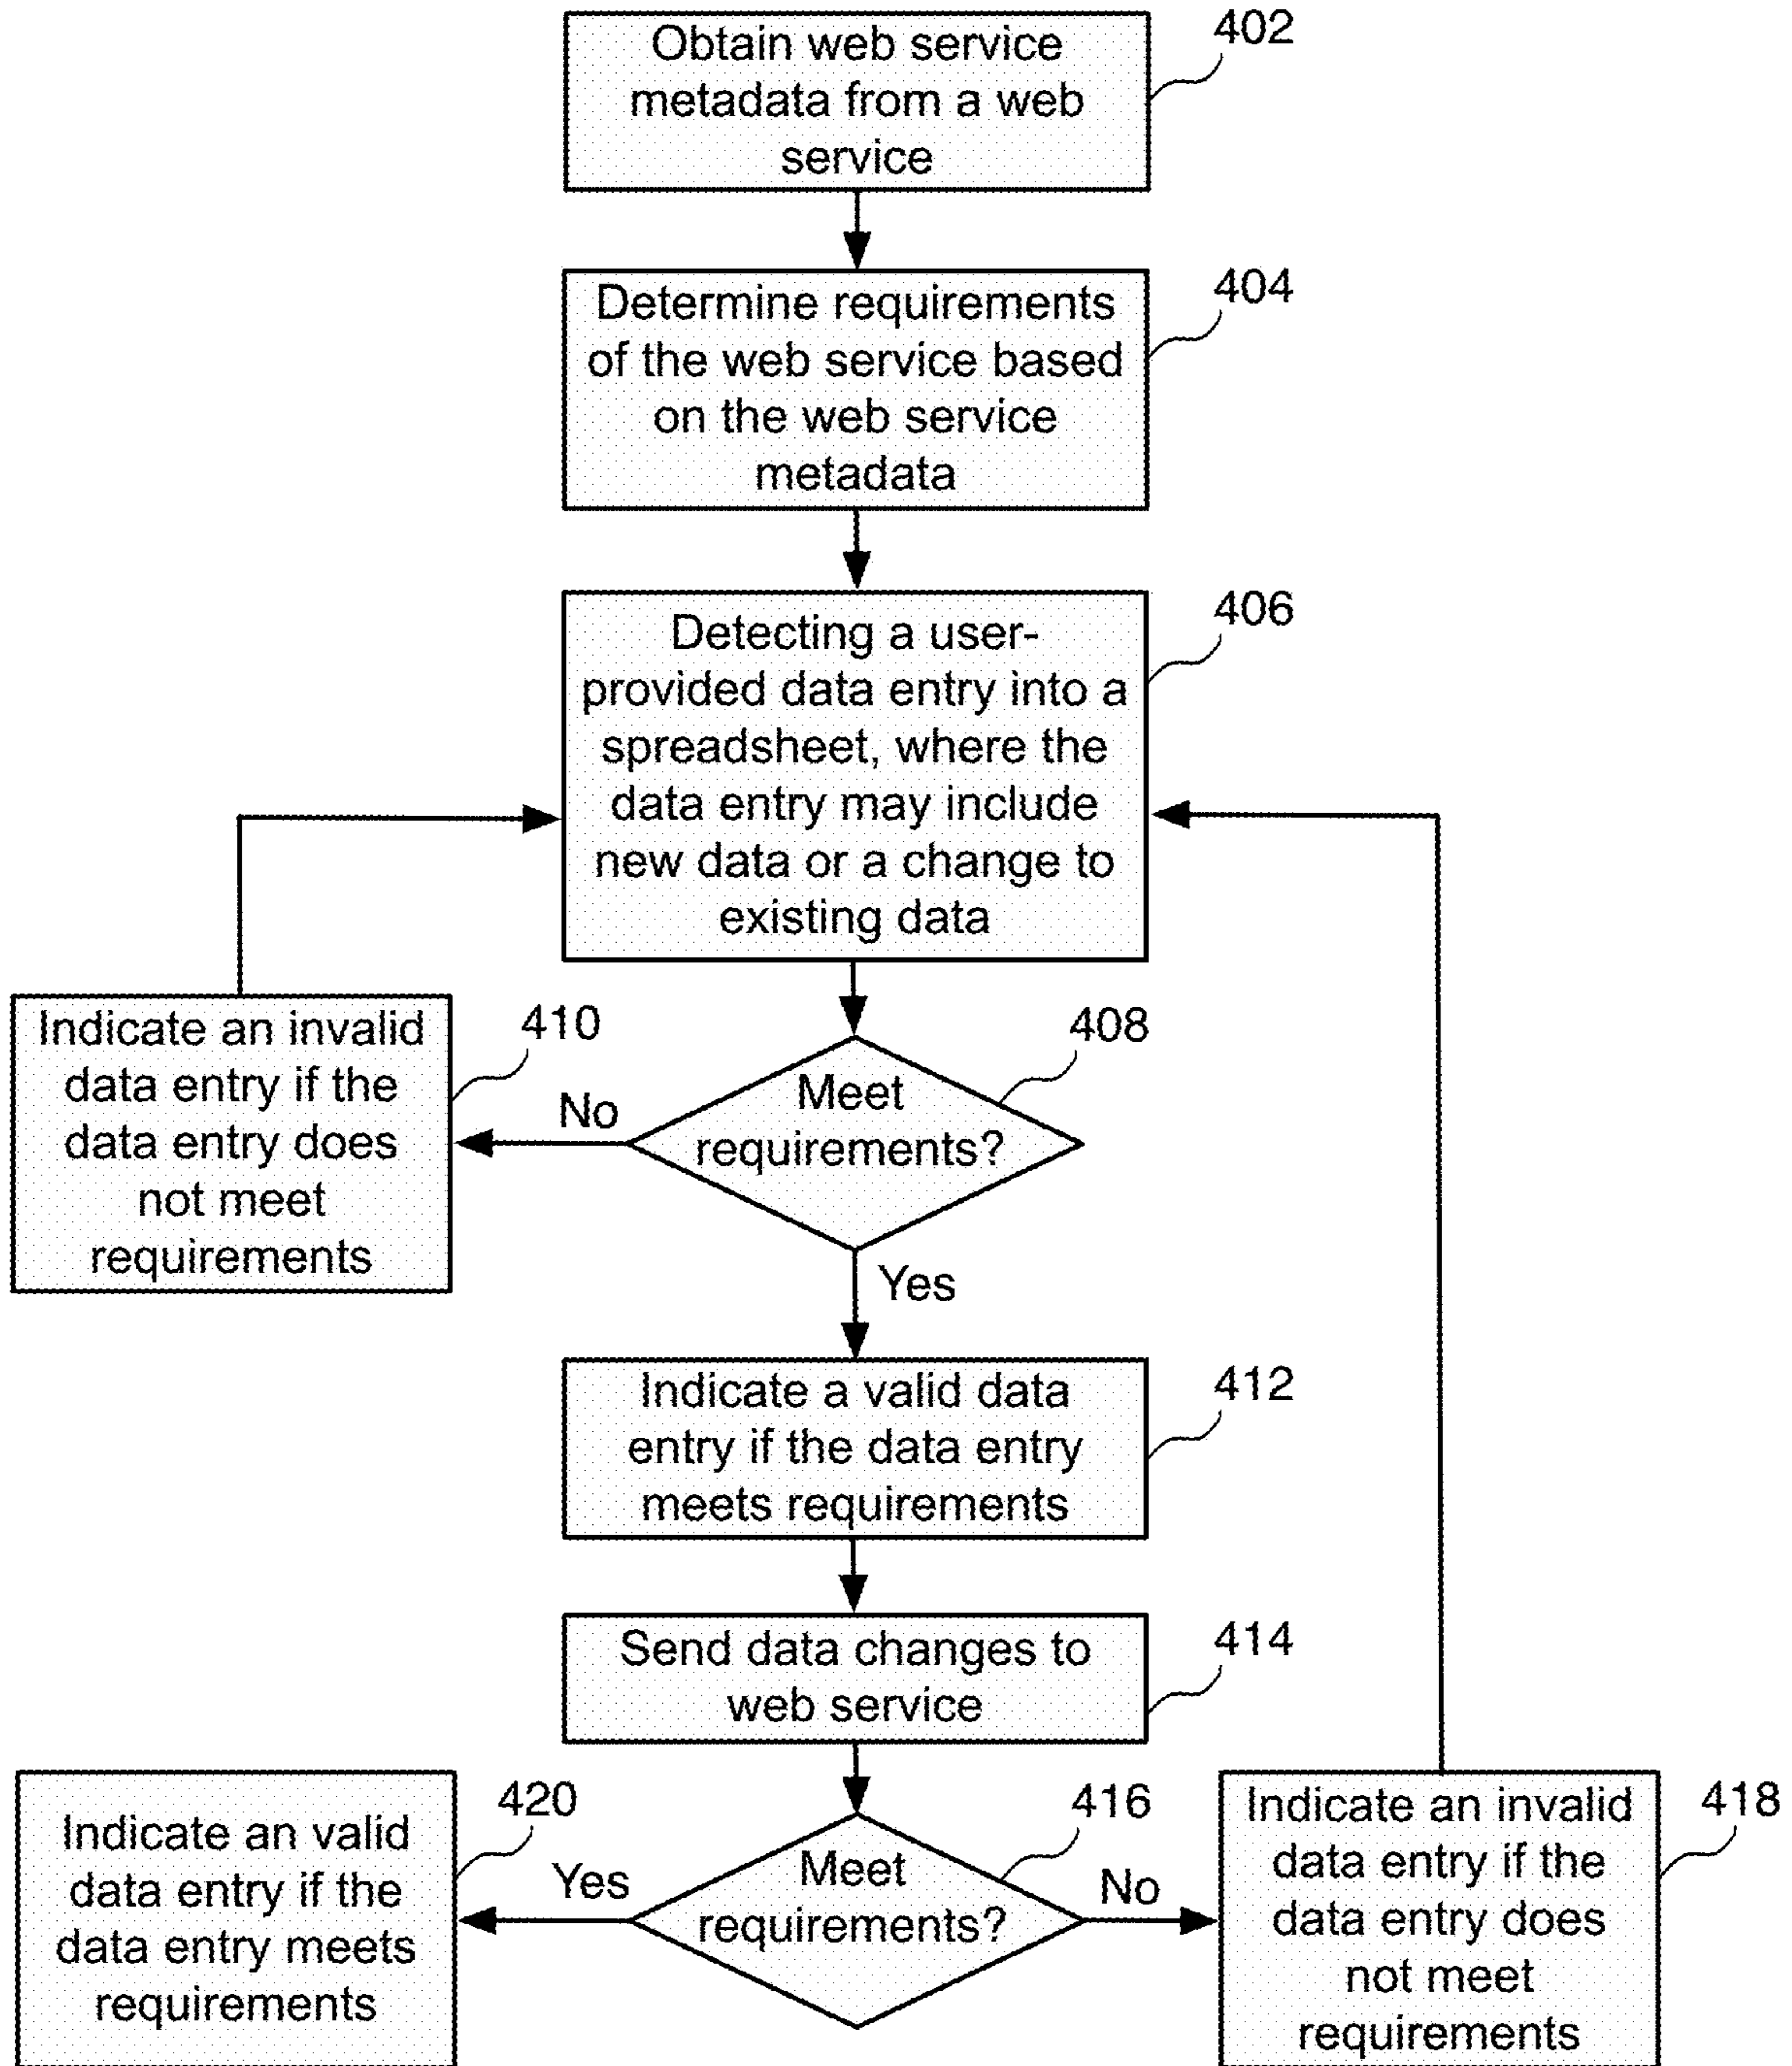 Obtain web service
metadata from a web
service
402
Determine requirements
of the web service based
on the web service
metadata
404
Detecting a user-
provided data entry into a
spreadsheet, where the
data entry may include
new data or a change to
existing data
406
Indicate an invalid
data entry if the
data entry does
not meet
requirements
410
No
Meet
requirements?
408
Yes
Indicate a valid data
entry if the data entry
meets requirements
412
Send data changes to
web service
414
Indicate an valid
data entry if the
data entry meets
requirements
420
Yes
Meet
requirements?
416
No
Indicate an invalid
data entry if the
data entry does
not meet
requirements
418